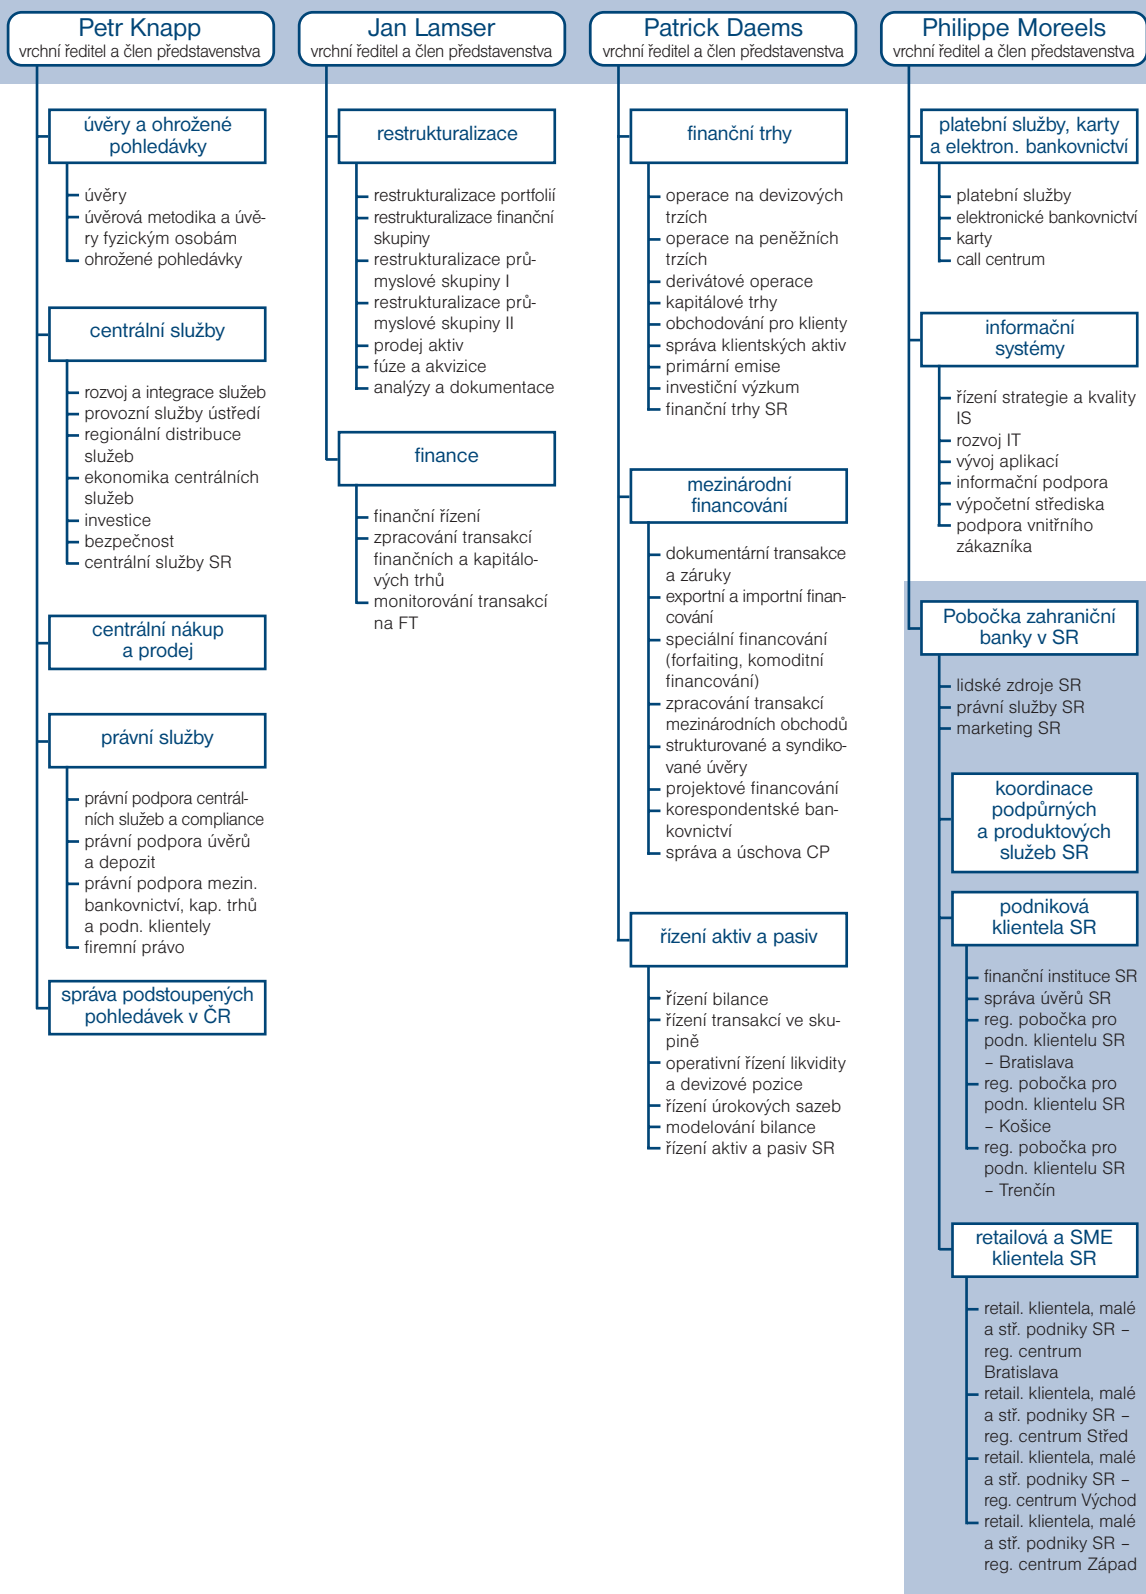 Petr Knapp
vrchní ředitel a člen představenstva
úvěry a ohrožené
pohledávky
úvěry
úvěrová metodika a úvě-
ry fyzickým osobám
ohrožené pohledávky
centrální služby
rozvoj a integrace služeb
provozní služby ústředí
regionální distribuce
služeb
ekonomika centrálních
služeb
investice
bezpečnost
centrální služby SR
centrální nákup
a prodej
právní služby
právní podpora centrál-
ních služeb a compliance
právní podpora úvěrů
a depozit
právní podpora mezin.
bankovnictví, kap. trhů
a podn. klientely
firemní právo
správa podstoupených
pohledávek v ČR
Jan Lamser
vrchní ředitel a člen představenstva
restrukturalizace
restrukturalizace portfolií
restrukturalizace finanční
skupiny
restrukturalizace prů-
myslové skupiny I
restrukturalizace prů-
myslové skupiny II
prodej aktiv
fúze a akvizice
analýzy a dokumentace
finance
finanční řízení
zpracování transakcí
finančních a kapitálo-
vých trhů
monitorování transakcí
na FT
Patrick Daems
vrchní ředitel a člen představenstva
finanční trhy
operace na devizových
trzích
operace na peněžních
trzích
derivátové operace
kapitálové trhy
obchodování pro klienty
správa klientských aktiv
primární emise
investiční výzkum
finanční trhy SR
mezinárodní
financování
dokumentární transakce
a záruky
exportní a importní finan-
cování
speciální financování
(forfaiting, komoditní
financování)
zpracování transakcí
mezinárodních obchodů
strukturované a syndiko-
vané úvěry
projektové financování
korespondentské ban-
kovnictví
správa a úschova CP
řízení aktiv a pasiv
řízení bilance
řízení transakcí ve sku-
pině
operativní řízení likvidity
a devizové pozice
řízení úrokových sazeb
modelování bilance
řízení aktiv a pasiv SR
Philippe Moreels
vrchní ředitel a člen představenstva
platební služby, karty
a elektron. bankovnictví
platební služby
elektronické bankovnictví
karty
call centrum
informační
systémy
řízení strategie a kvality
IS
rozvoj IT
vývoj aplikací
informační podpora
výpočetní střediska
podpora vnitřního
zákazníka
Pobočka zahraniční
banky v SR
lidské zdroje SR
právní služby SR
marketing SR
koordinace
podpůrných
a produktových
služeb SR
podniková
klientela SR
finanční instituce SR
správa úvěrů SR
reg. pobočka pro
podn. klientelu SR
– Bratislava
reg. pobočka pro
podn. klientelu SR
– Košice
reg. pobočka pro
podn. klientelu SR
– Trenčín
retailová a SME
klientela SR
retail. klientela, malé
a stř. podniky SR –
reg. centrum
Bratislava
retail. klientela, malé
a stř. podniky SR –
reg. centrum Střed
retail. klientela, malé
a stř. podniky SR –
reg. centrum Východ
retail. klientela, malé
a stř. podniky SR –
reg. centrum Západ